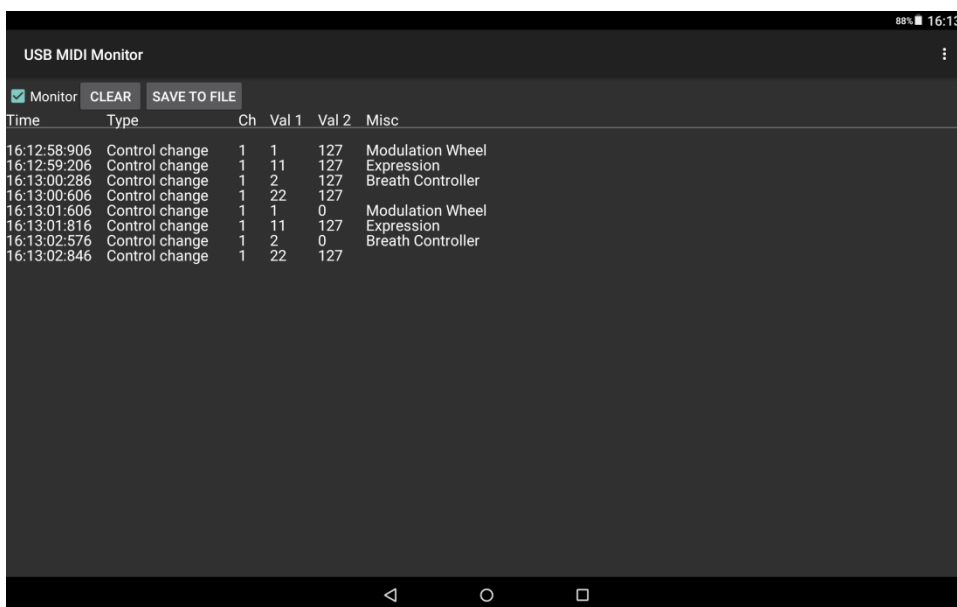 88% 16:13
USB MIDI Monitor
Monitor CLEAR SAVE TO FILE
Time Type Ch Val 1 Val 2 Misc
16:12:58:906 Control change 1 1 127 Modulation Wheel
16:12:59:206 Control change 1 11 127 Expression
16:13:00:286 Control change 1 2 127 Breath Controller
16:13:00:606 Control change 1 22 127
16:13:01:606 Control change 1 1 0 Modulation Wheel
16:13:01:816 Control change 1 11 127 Expression
16:13:02:576 Control change 1 2 0 Breath Controller
16:13:02:846 Control change 1 22 127